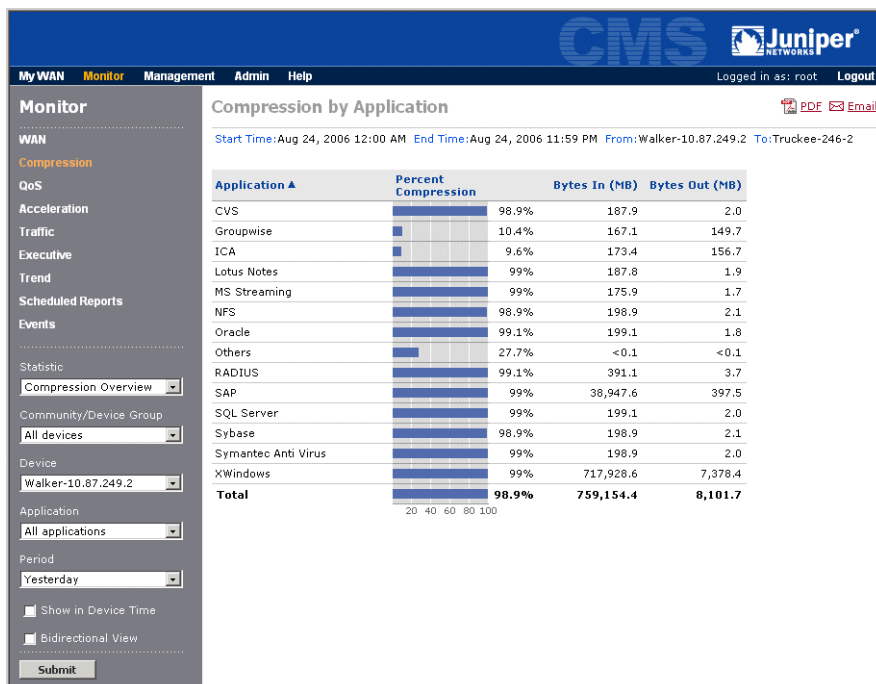 CMS
Juniper®
NETWORKS
My WAN Monitor Management Admin Help Logged in as: root Logout
Monitor
WAN
Compression
QoS
Acceleration
Traffic
Executive
Trend
Scheduled Reports
Events
Statistic
Compression Overview
Community/Device Group
All devices
Device
Walker-10.87.249.2
Application
All applications
Period
Yesterday
Show in Device Time
Bidirectional View
Submit
Compression by Application PDF Email
Start Time:Aug 24, 2006 12:00 AM End Time:Aug 24, 2006 11:59 PM From:Walker-10.87.249.2 To:Truckee-246-2
Application Percent Compression Bytes In (MB) Bytes Out (MB)
CVS 98.9% 187.9 2.0
Groupwise 10.4% 167.1 149.7
ICA 9.6% 173.4 156.7
Lotus Notes 99% 187.8 1.9
MS Streaming 99% 175.9 1.7
NFS 98.9% 198.9 2.1
Oracle 99.1% 199.1 1.8
Others 27.7% <0.1 <0.1
RADIUS 99.1% 391.1 3.7
SAP 99% 38,947.6 397.5
SQL Server 99% 199.1 2.0
Sybase 98.9% 198.9 2.1
Symantec Anti Virus 99% 198.9 2.0
XWindows 99% 717,928.6 7,378.4
Total 98.9% 759,154.4 8,101.7
20 40 60 80 100